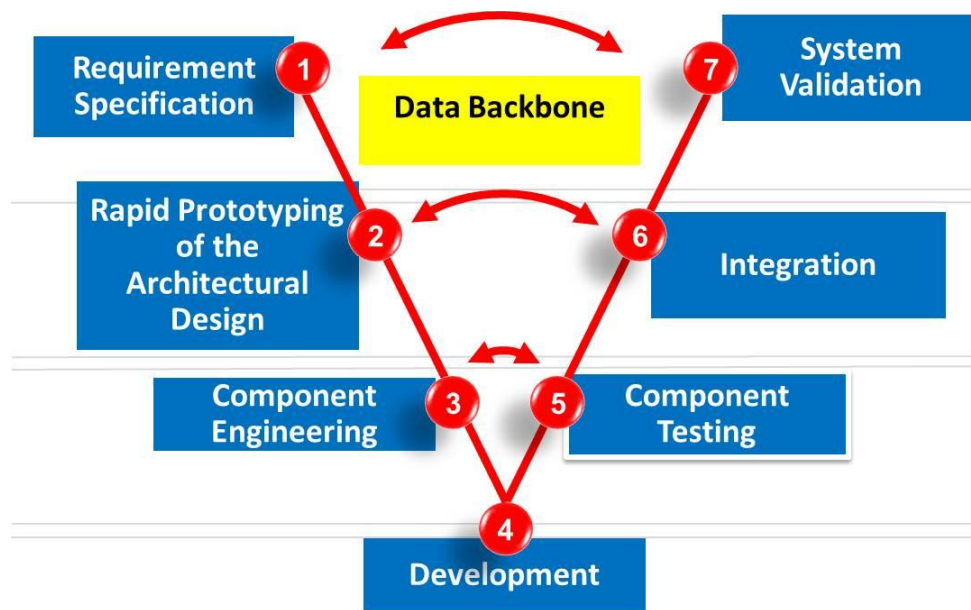 Requirement
Specification
1
Data Backbone
7
System
Validation
Rapid Prototyping
of the
Architectural
Design
2
6
Integration
Component
Engineering
3
5
Component
Testing
4
Development